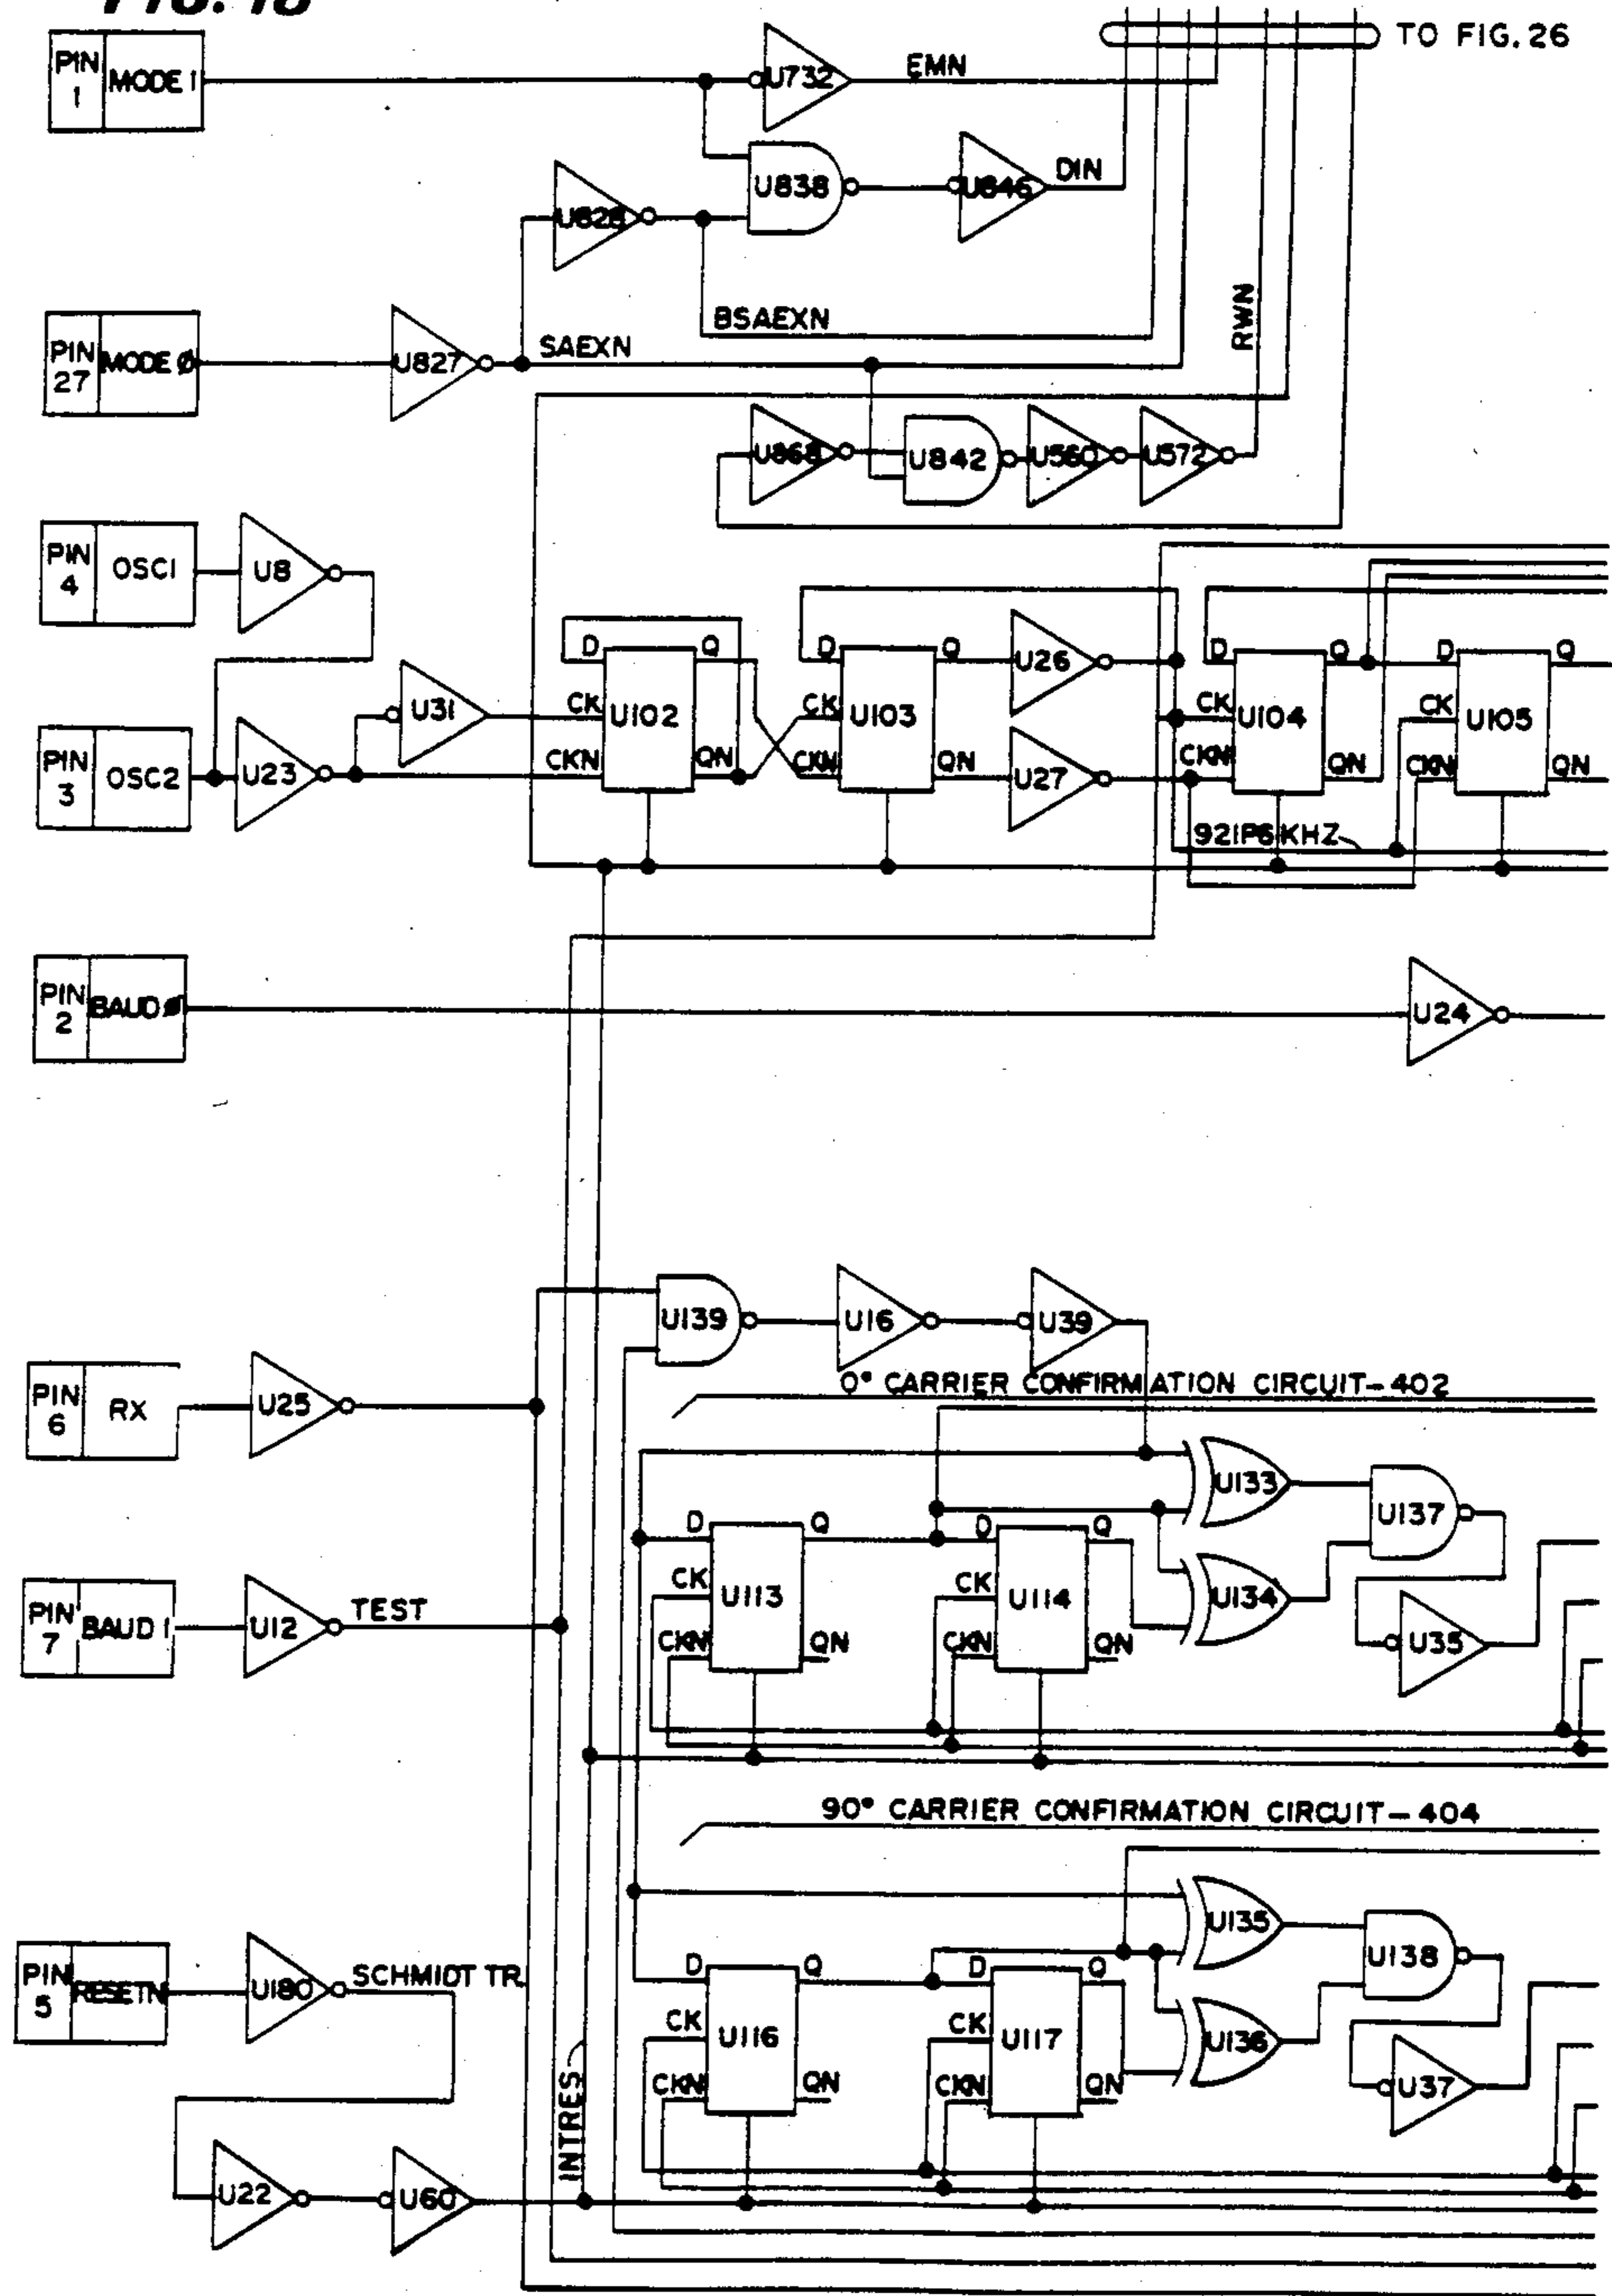 FIG. 18
TO FIG. 26
PIN 1 MODE 1
U732
EMN
U838
U846
DIN
U828
BSAEXN
PIN 27 MODE Ø
U827
SAEXN
RWN
U868
U842
U560
U572
PIN 4 OSC1
U8
PIN 3 OSC2
U23
U31
D Q
CK U102
CKN QN
D Q
CK U103
CKN QN
U26
U27
D Q
CK U104
CKN QN
D Q
CK U105
CKN QN
921P6 KHZ
PIN 2 BAUD Ø
U24
U139
U16
U39
PIN 6 RX
U25
0° CARRIER CONFIRMATION CIRCUIT-402
U133
U137
D Q
CK U113
CKN QN
D Q
CK U114
CKN QN
U134
U35
PIN 7 BAUD 1
U12
TEST
90° CARRIER CONFIRMATION CIRCUIT-404
U135
U138
D Q
CK U116
CKN QN
D Q
CK U117
CKN QN
U136
U37
PIN 5 RESETN
U180
SCHMIDT TR.
INTRES
U22
U60